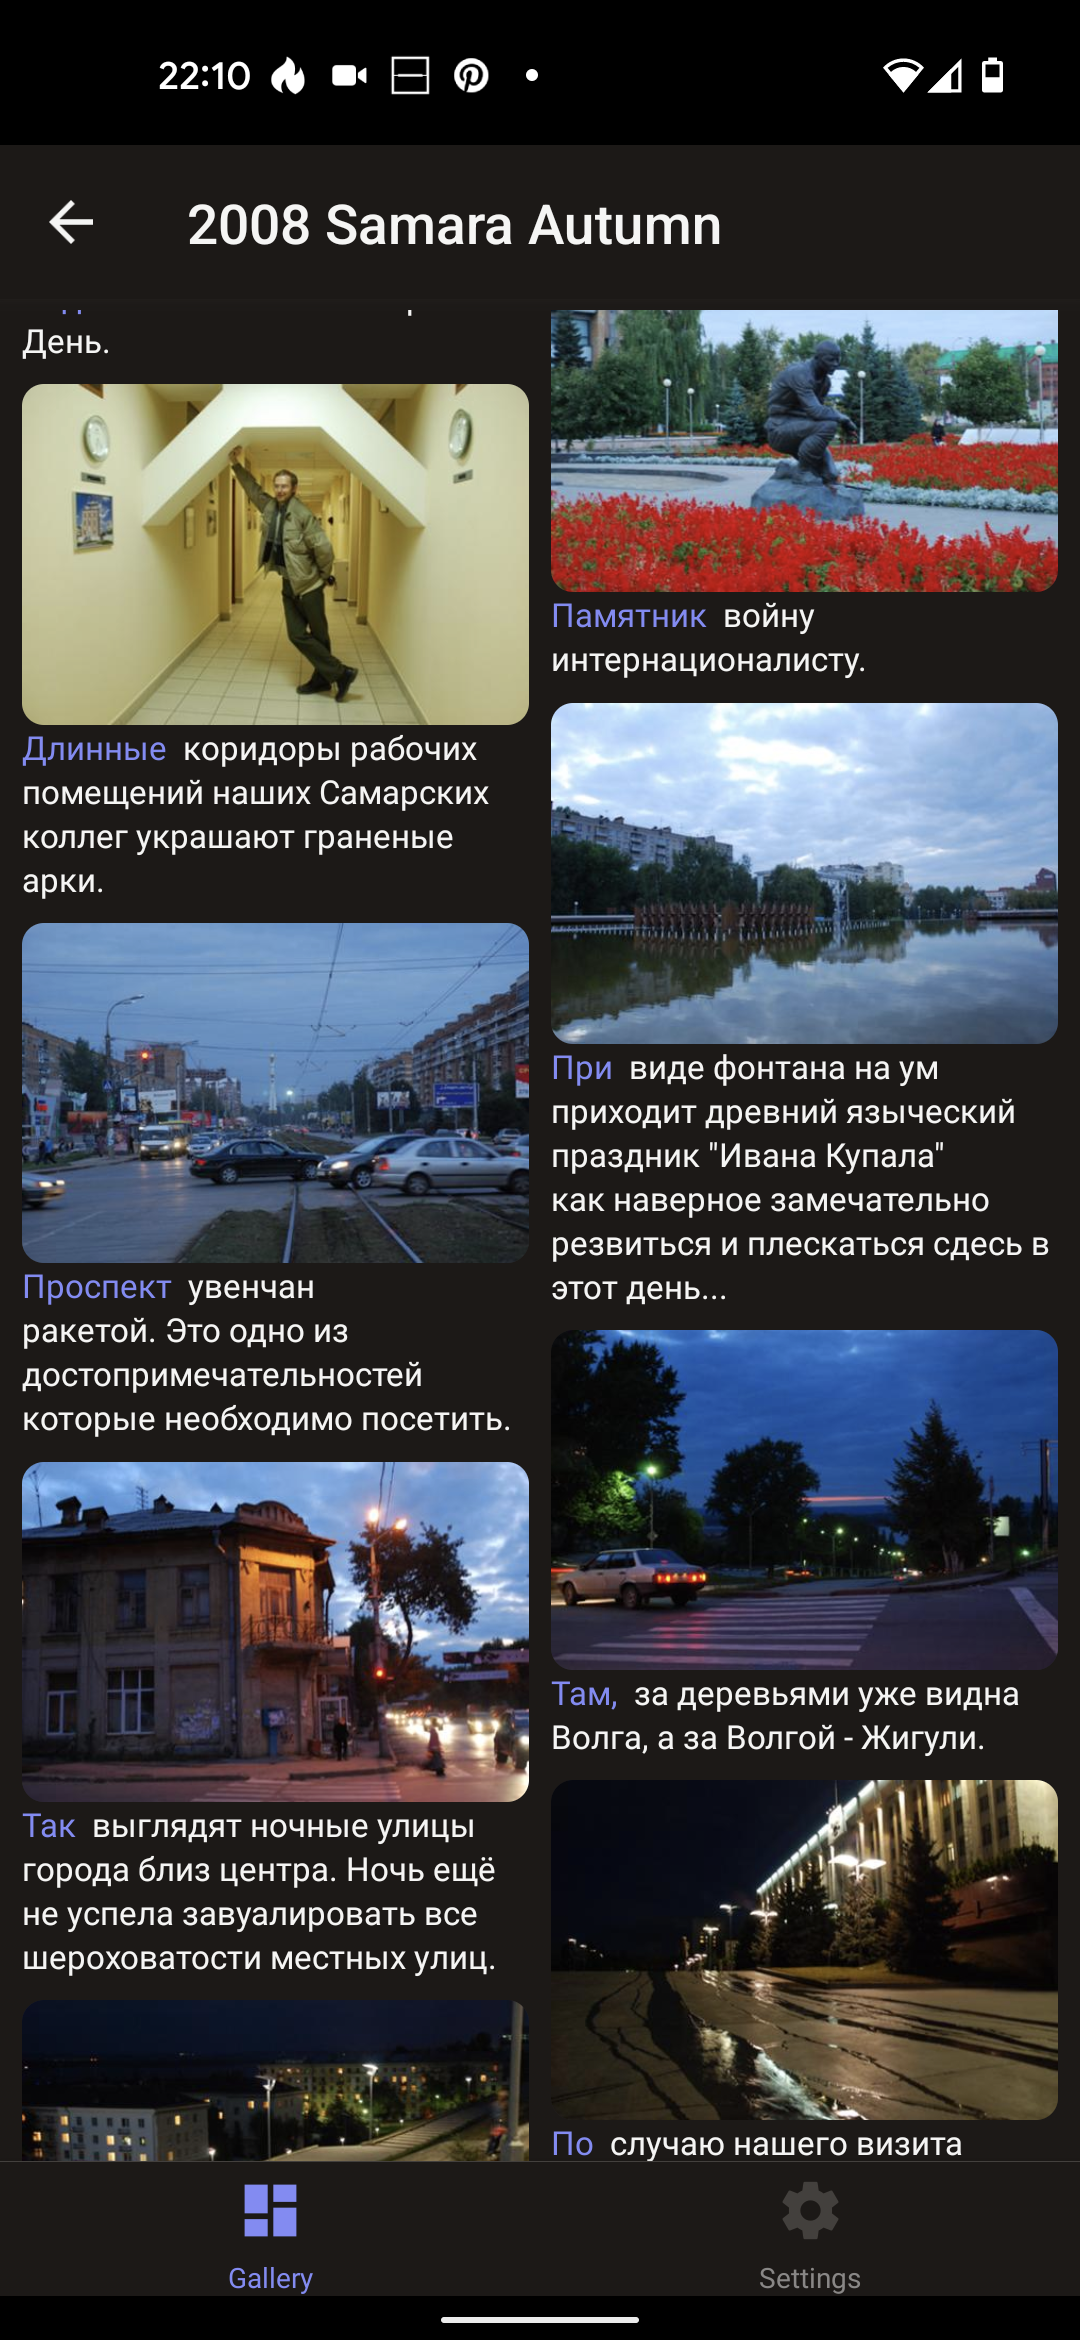 22:10
2008 Samara Autumn
День.
Длинные коридоры рабочих
помещений наших Самарских
коллег украшают граненые
арки.
Проспект увенчан
ракетой. Это одно из
достопримечательностей
которые необходимо посетить.
Так выглядят ночные улицы
города близ центра. Ночь ещё
не успела завуалировать все
шероховатости местных улиц.
Памятник войну
интернационалисту.
При виде фонтана на ум
приходит древний языческий
праздник "Ивана Купала"
как наверное замечательно
резвиться и плескаться сдесь в
этот день...
Там, за деревьями уже видна
Волга, а за Волгой - Жигули.
По случаю нашего визита
Gallery
Settings